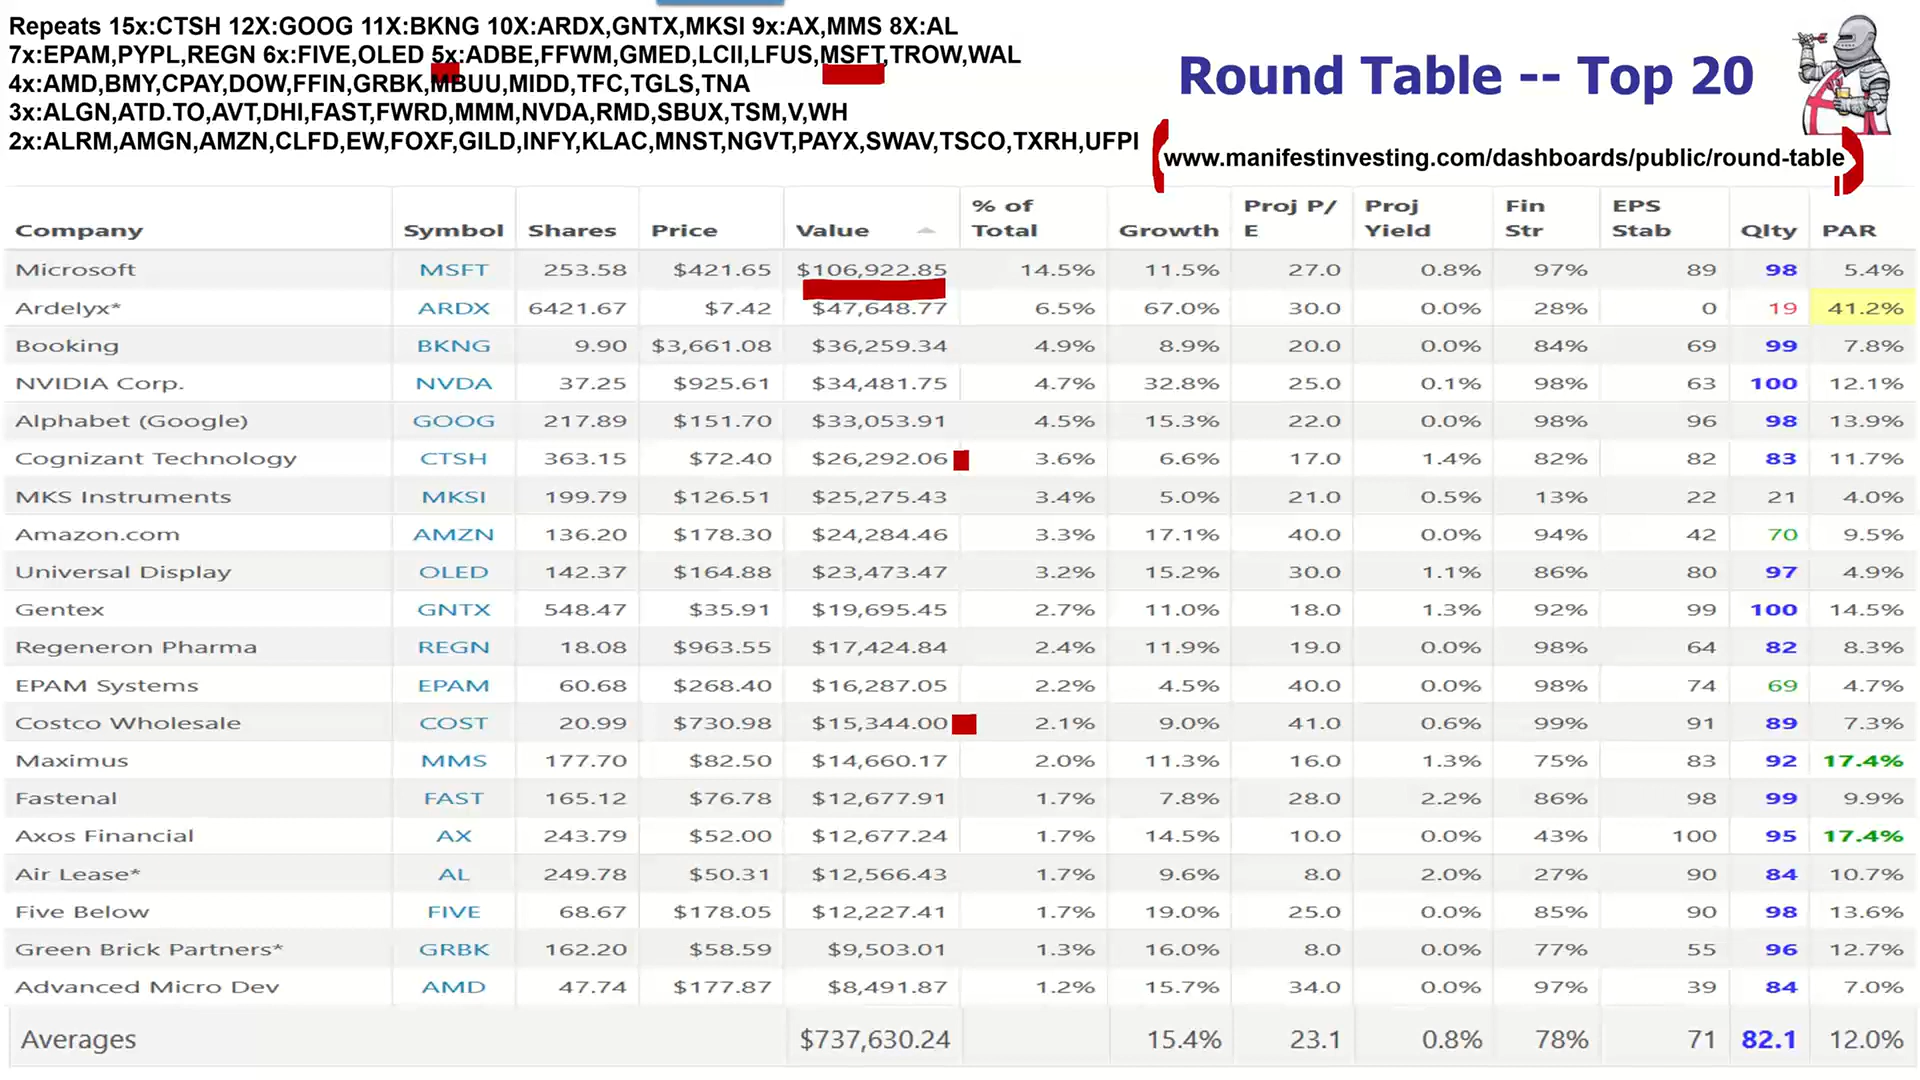 Repeats 15x:CTSH 12X:GOOG 11X:BKNG 10X:ARDX,GNTX,MKSI 9x:AX,MMS 8X:AL
7x:EPAM,PYPL,REGN 6x:FIVE,OLED 5x:ADBE,FFWM,GMED,LCII,LFUS,MSFT,TROW,WAL
4x:AMD,BMY,CPAY,DOW,FFIN,GRBK,MBUU,MIDD,TFC,TGLS,TNA
3x:ALGN,ATD.TO,AVT,DHI,FAST,FWRD,MMM,NVDA,RMD,SBUX,TSM,V,WH
2x:ALRM,AMGN,AMZN,CLFD,EW,FOXF,GILD,INFY,KLAC,MNST,NGVT,PAYX,SWAV,TSCO,TXRH,UFPI
Round Table -- Top 20
www.manifestinvesting.com/dashboards/public/round-table
Company Symbol Shares Price Value % of Total Growth Proj P/E Proj Yield Fin Str EPS Stab Qlty PAR
Microsoft MSFT 253.58 $421.65 $106,922.85 14.5% 11.5% 27.0 0.8% 97% 89 98 5.4%
Ardelyx* ARDX 6421.67 $7.42 $47,648.77 6.5% 67.0% 30.0 0.0% 28% 0 19 41.2%
Booking BKNG 9.90 $3,661.08 $36,259.34 4.9% 8.9% 20.0 0.0% 84% 69 99 7.8%
NVIDIA Corp. NVDA 37.25 $925.61 $34,481.75 4.7% 32.8% 25.0 0.1% 98% 63 100 12.1%
Alphabet (Google) GOOG 217.89 $151.70 $33,053.91 4.5% 15.3% 22.0 0.0% 98% 96 98 13.9%
Cognizant Technology CTSH 363.15 $72.40 $26,292.06 3.6% 6.6% 17.0 1.4% 82% 82 83 11.7%
MKS Instruments MKSI 199.79 $126.51 $25,275.43 3.4% 5.0% 21.0 0.5% 13% 22 21 4.0%
Amazon.com AMZN 136.20 $178.30 $24,284.46 3.3% 17.1% 40.0 0.0% 94% 42 70 9.5%
Universal Display OLED 142.37 $164.88 $23,473.47 3.2% 15.2% 30.0 1.1% 86% 80 97 4.9%
Gentex GNTX 548.47 $35.91 $19,695.45 2.7% 11.0% 18.0 1.3% 92% 99 100 14.5%
Regeneron Pharma REGN 18.08 $963.55 $17,424.84 2.4% 11.9% 19.0 0.0% 98% 64 82 8.3%
EPAM Systems EPAM 60.68 $268.40 $16,287.05 2.2% 4.5% 40.0 0.0% 98% 74 69 4.7%
Costco Wholesale COST 20.99 $730.98 $15,344.00 2.1% 9.0% 41.0 0.6% 99% 91 89 7.3%
Maximus MMS 177.70 $82.50 $14,660.17 2.0% 11.3% 16.0 1.3% 75% 83 92 17.4%
Fastenal FAST 165.12 $76.78 $12,677.91 1.7% 7.8% 28.0 2.2% 86% 98 99 9.9%
Axos Financial AX 243.79 $52.00 $12,677.24 1.7% 14.5% 10.0 0.0% 43% 100 95 17.4%
Air Lease* AL 249.78 $50.31 $12,566.43 1.7% 9.6% 8.0 2.0% 27% 90 84 10.7%
Five Below FIVE 68.67 $178.05 $12,227.41 1.7% 19.0% 25.0 0.0% 85% 90 98 13.6%
Green Brick Partners* GRBK 162.20 $58.59 $9,503.01 1.3% 16.0% 8.0 0.0% 77% 55 96 12.7%
Advanced Micro Dev AMD 47.74 $177.87 $8,491.87 1.2% 15.7% 34.0 0.0% 97% 39 84 7.0%
Averages $737,630.24 15.4% 23.1 0.8% 78% 71 82.1 12.0%